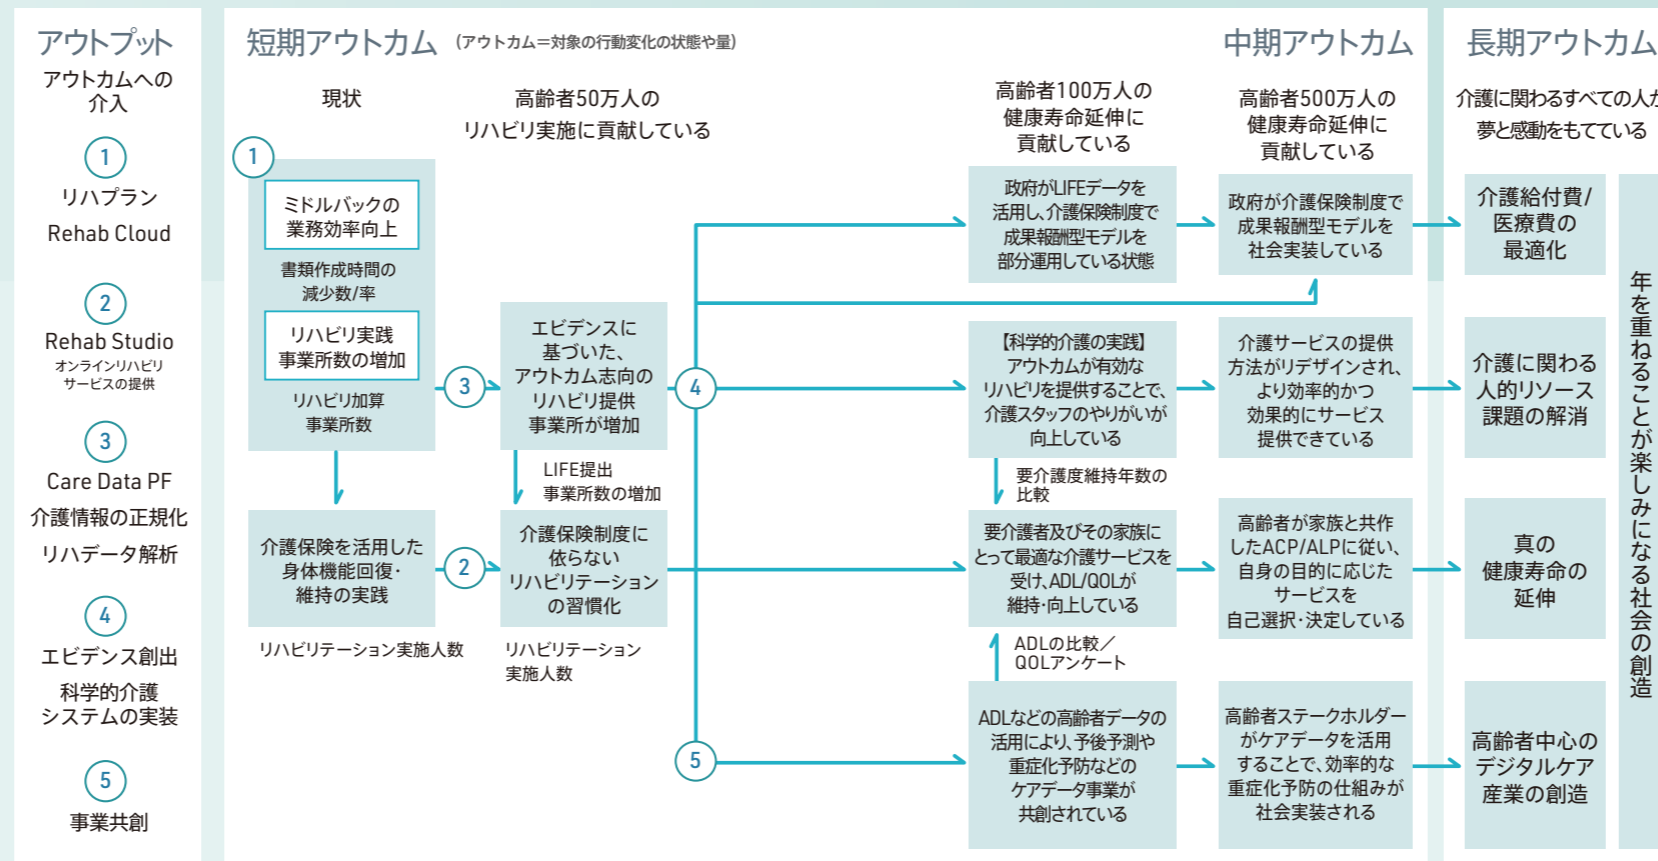 アウトプット
アウトカムへの
介入
1
リハプラン
Rehab Cloud
2
Rehab Studio
オンラインリハビリ
サービスの提供
3
Care Data PF
介護情報の正規化
リハデータ解析
4
エビデンス創出
科学的介護
システムの実装
5
事業共創
短期アウトカム (アウトカム=対象の行動変化の状態や量)
現状
1
ミドルバックの
業務効率向上
書類作成時間の
減少数/率
リハビリ実践
事業所数の増加
リハビリ加算
事業所数
介護保険を活用した
身体機能回復・
維持の実践
リハビリテーション実施人数
3
2
高齢者50万人の
リハビリ実施に貢献している
エビデンスに
基づいた、
アウトカム志向の
リハビリ提供
事業所が増加
LIFE提出
事業所数の増加
介護保険制度に
依らない
リハビリテーション
の習慣化
リハビリテーション
実施人数
4
5
高齢者100万人の
健康寿命延伸に
貢献している
政府がLIFEデータを
活用し、介護保険制度で
成果報酬型モデルを
部分運用している状態
【科学的介護の実践】
アウトカムが有効な
リハビリを提供することで、
介護スタッフのやりがいが
向上している
要介護度維持年数の
比較
要介護者及びその家族に
とって最適な介護サービスを
受け、ADL/QOLが
維持・向上している
ADLの比較/
QOLアンケート
ADLなどの高齢者データの
活用により、予後予測や
重症化予防などの
ケアデータ事業が
共創されている
中期アウトカム
高齢者500万人の
健康寿命延伸に
貢献している
政府が介護保険制度で
成果報酬型モデルを
社会実装している
介護サービスの提供
方法がリデザインされ、
より効率的かつ
効果的にサービス
提供できている
高齢者が家族と共作
したACP/ALPに従い、
自身の目的に応じた
サービスを
自己選択・決定している
高齢者ステークホルダー
がケアデータを活用
することで、効率的な
重症化予防の仕組みが
社会実装される
長期アウトカム
介護に関わるすべての人が
夢と感動をもてている
介護給付費/
医療費の
最適化
介護に関わる
人的リソース
課題の解消
真の
健康寿命の
延伸
高齢者中心の
デジタルケア
産業の創造
年を重ねることが楽しみになる社会の創造